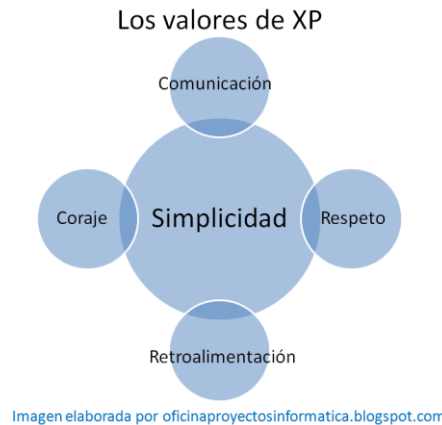 Los valores de XP
Comunicación
Coraje
Simplicidad
Respeto
Retroalimentación
Imagen elaborada por oficinaproyectosinformatica.blogspot.com